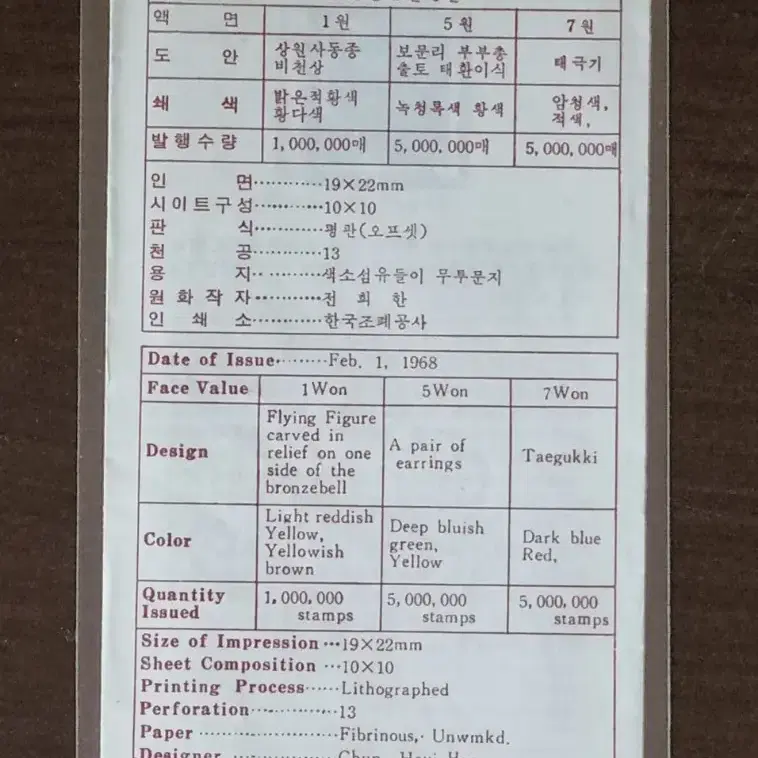 액 면 1원 5원 7원
도 안 상원사동종 보문리 부부총 태극기
비천상 출토 태환이식
쇄 색 밝은적황색 녹청록색 황색 암청색,
황다색 적색,
발행수량 1,000,000매 5,000,000매 5,000,000매
인 면············19×22mm
시이트구성············10×10
판 식············평판(오프셋)
천 공············13
용 지·· ·········색소섬유들이 무투문지
원화작자············전 희 한
인 쇄 소············한국조폐공사
Date of Issue·········Feb. 1, 1968
Face Value 1Won 5Won 7Won
Design Flying Figure A pair of Taegukki
carved in earrings
relief on one
side of the
bronzebell
Color Light reddish Deep bluish Dark blue
Yellow, green, Red,
Yellowish Yellow
brown
Quantity 1,000,000 5,000,000 5,000,000
Issued stamps stamps stamps
Size of Impression···19×22mm
Sheet Composition ···10×10
Printing Process······Lithographed
Perforation··············13
Paper ·······················Fibrinous,· Unwmkd.
Designer